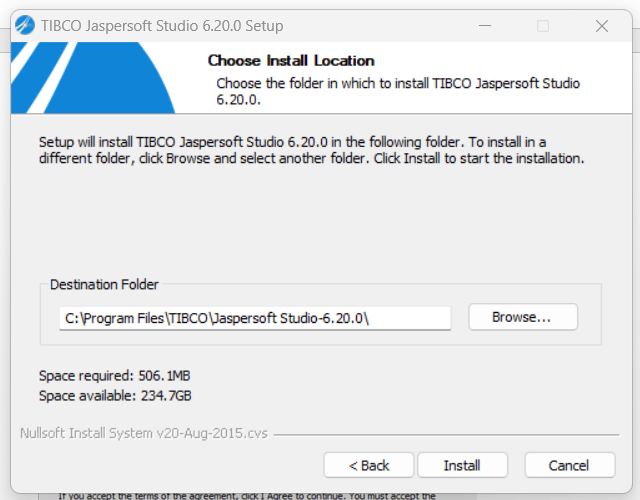 TIBCO Jaspersoft Studio 6.20.0 Setup
Choose Install Location
Choose the folder in which to install TIBCO Jaspersoft Studio
6.20.0.
Setup will install TIBCO Jaspersoft Studio 6.20.0 in the following folder. To install in a
different folder, click Browse and select another folder. Click Install to start the installation.
Destination Folder
C:\Program Files\TIBCO\Jaspersoft Studio-6.20.0\
Browse...
Space required: 506.1MB
Space available: 234.7GB
Nullsoft Install System v20-Aug-2015.cvs
< Back
Install
Cancel
If you accept the terms of the agreement, click I Agree to continue. You must accept the